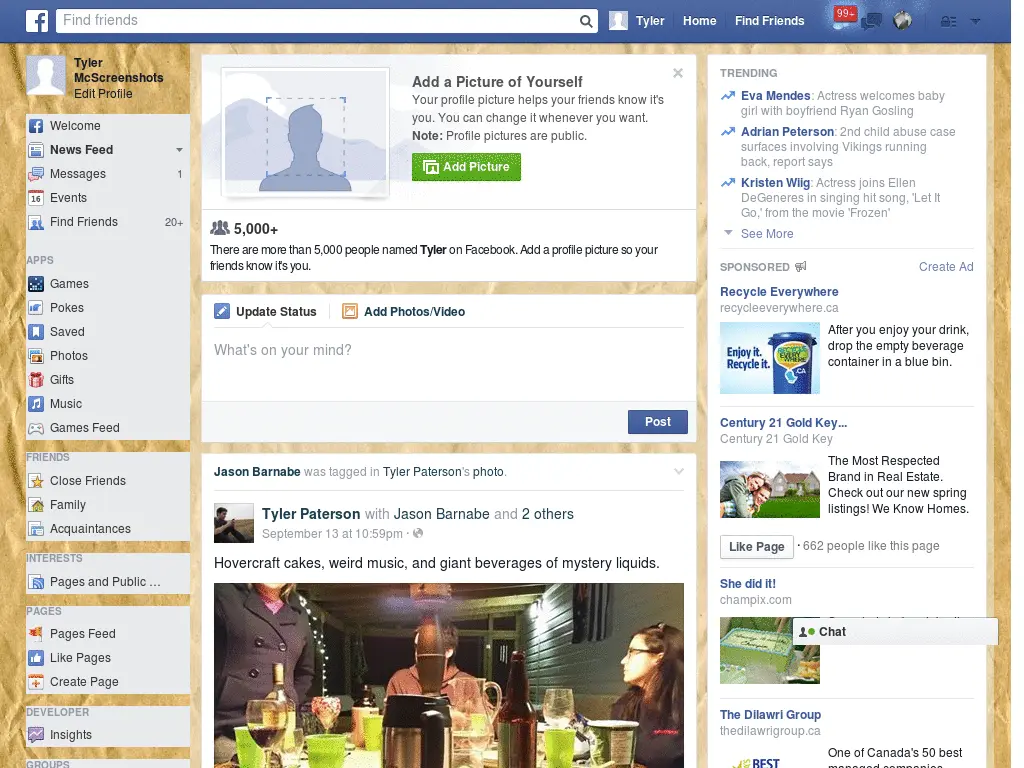 Find friends
Tyler
Home
Find Friends
99+
Tyler
McScreenshots
Edit Profile
Welcome
News Feed
Messages 1
16 Events
Find Friends 20+
APPS
Games
Pokes
Saved
Photos
Gifts
Music
Games Feed
FRIENDS
Close Friends
Family
Acquaintances
INTERESTS
Pages and Public ...
PAGES
Pages Feed
Like Pages
Create Page
DEVELOPER
Insights
GROUPS
Add a Picture of Yourself
Your profile picture helps your friends know it's
you. You can change it whenever you want.
Note: Profile pictures are public.
Add Picture
5,000+
There are more than 5,000 people named Tyler on Facebook. Add a profile picture so your
friends know it's you.
Update Status
Add Photos/Video
What's on your mind?
Post
Jason Barnabe was tagged in Tyler Paterson's photo.
Tyler Paterson with Jason Barnabe and 2 others
September 13 at 10:59pm ·
Hovercraft cakes, weird music, and giant beverages of mystery liquids.
TRENDING
Eva Mendes: Actress welcomes baby
girl with boyfriend Ryan Gosling
Adrian Peterson: 2nd child abuse case
surfaces involving Vikings running
back, report says
Kristen Wiig: Actress joins Ellen
DeGeneres in singing hit song, 'Let It
Go,' from the movie 'Frozen'
See More
SPONSORED
Create Ad
Recycle Everywhere
recycleeverywhere.ca
Enjoy it.
Recycle it.
RECYCLE
EVERY
WHERE
.CA
After you enjoy your drink,
drop the empty beverage
container in a blue bin.
Century 21 Gold Key...
Century 21 Gold Key
The Most Respected
Brand in Real Estate.
Check out our new spring
listings! We Know Homes.
Like Page · 662 people like this page
She did it!
champix.com
Chat
The Dilawri Group
thedilawrigroup.ca
BEST
One of Canada's 50 best
managed companies